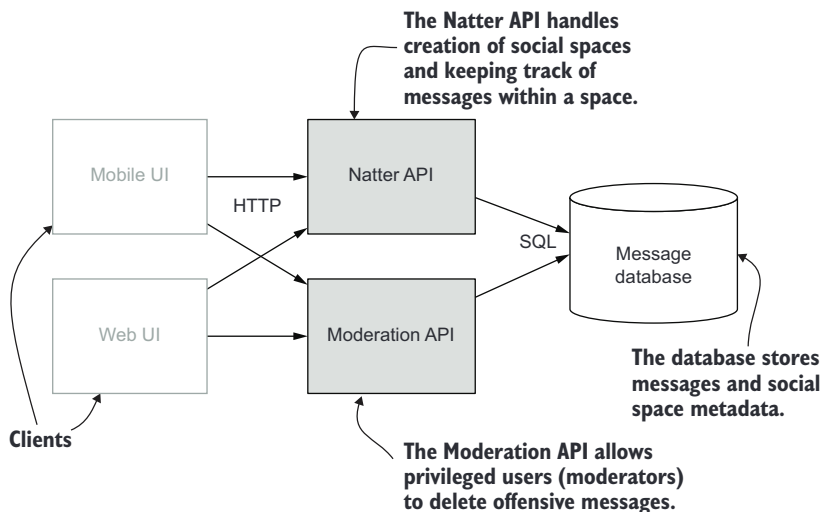 The Natter API handles
creation of social spaces
and keeping track of
messages within a space.
Mobile UI
Natter API
HTTP
SQL
Message
database
Web UI
Moderation API
The database stores
messages and social
space metadata.
Clients
The Moderation API allows
privileged users (moderators)
to delete offensive messages.